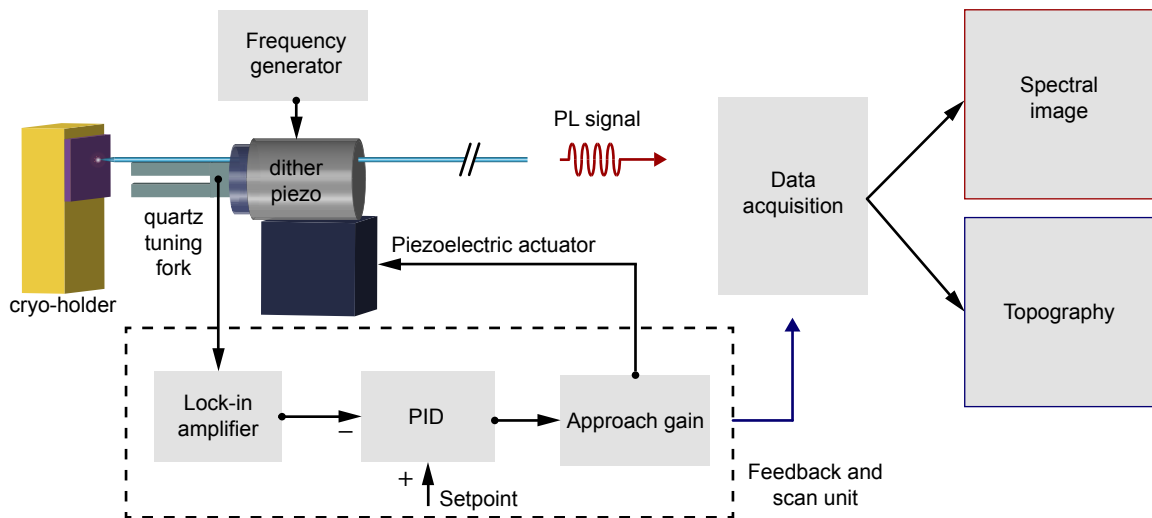 Frequency
generator
PL signal
dither
piezo
quartz
tuning
fork
Piezoelectric actuator
cryo-holder
Data
acquisition
Spectral
image
Topography
Lock-in
amplifier
−
PID
+
Setpoint
Approach gain
Feedback and
scan unit